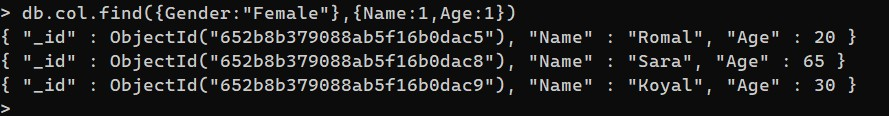 > db.col.find({Gender:"Female"},{Name:1,Age:1})
{ "_id" : ObjectId("652b8b379088ab5f16b0dac5"), "Name" : "Romal", "Age" : 20 }
{ "_id" : ObjectId("652b8b379088ab5f16b0dac8"), "Name" : "Sara", "Age" : 65 }
{ "_id" : ObjectId("652b8b379088ab5f16b0dac9"), "Name" : "Koyal", "Age" : 30 }
>